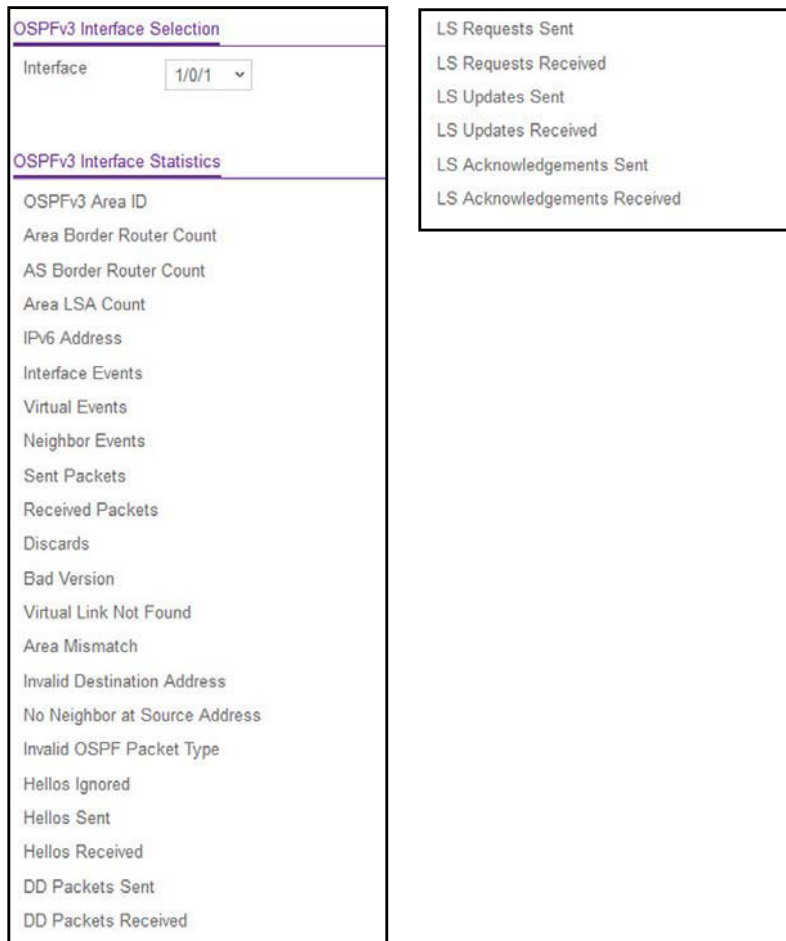 OSPFv3 Interface Selection
Interface 1/0/1
OSPFv3 Interface Statistics
OSPFv3 Area ID
Area Border Router Count
AS Border Router Count
Area LSA Count
IPv6 Address
Interface Events
Virtual Events
Neighbor Events
Sent Packets
Received Packets
Discards
Bad Version
Virtual Link Not Found
Area Mismatch
Invalid Destination Address
No Neighbor at Source Address
Invalid OSPF Packet Type
Hellos Ignored
Hellos Sent
Hellos Received
DD Packets Sent
DD Packets Received
LS Requests Sent
LS Requests Received
LS Updates Sent
LS Updates Received
LS Acknowledgements Sent
LS Acknowledgements Received